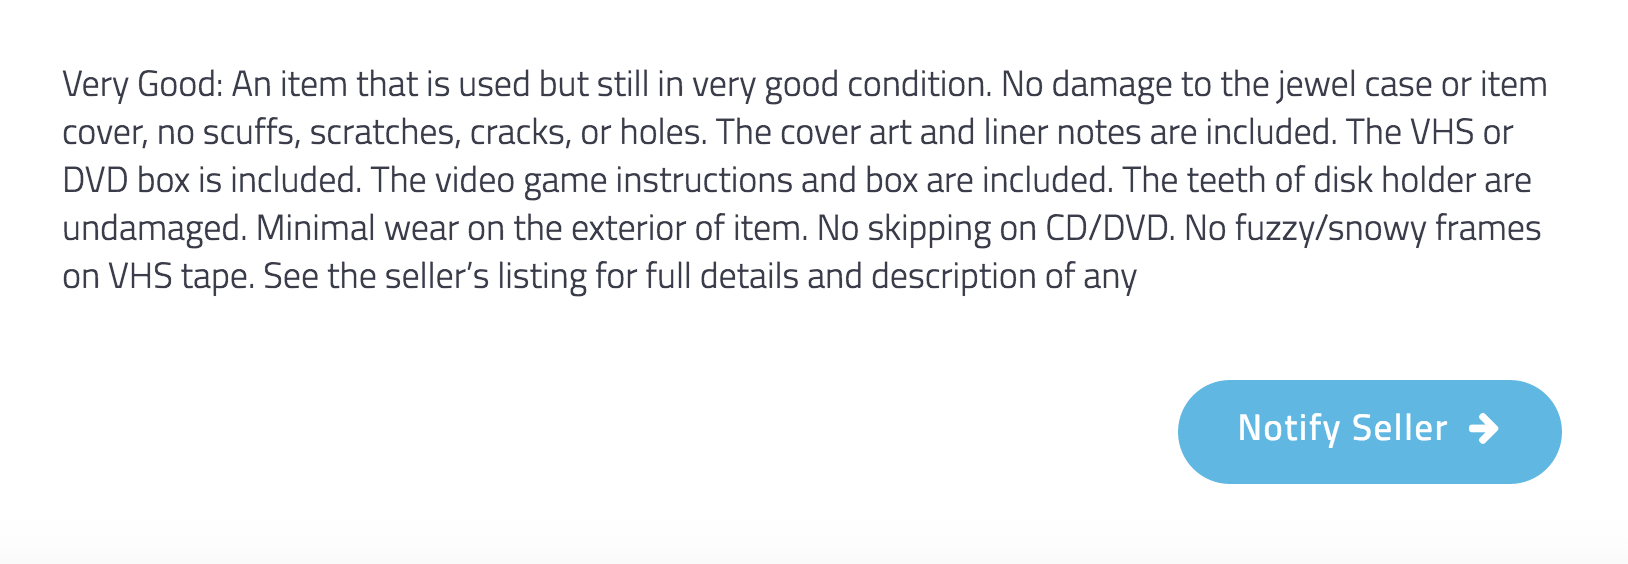 Very Good: An item that is used but still in very good condition. No damage to the jewel case or item
cover, no scuffs, scratches, cracks, or holes. The cover art and liner notes are included. The VHS or
DVD box is included. The video game instructions and box are included. The teeth of disk holder are
undamaged. Minimal wear on the exterior of item. No skipping on CD/DVD. No fuzzy/snowy frames
on VHS tape. See the seller’s listing for full details and description of any
Notify Seller